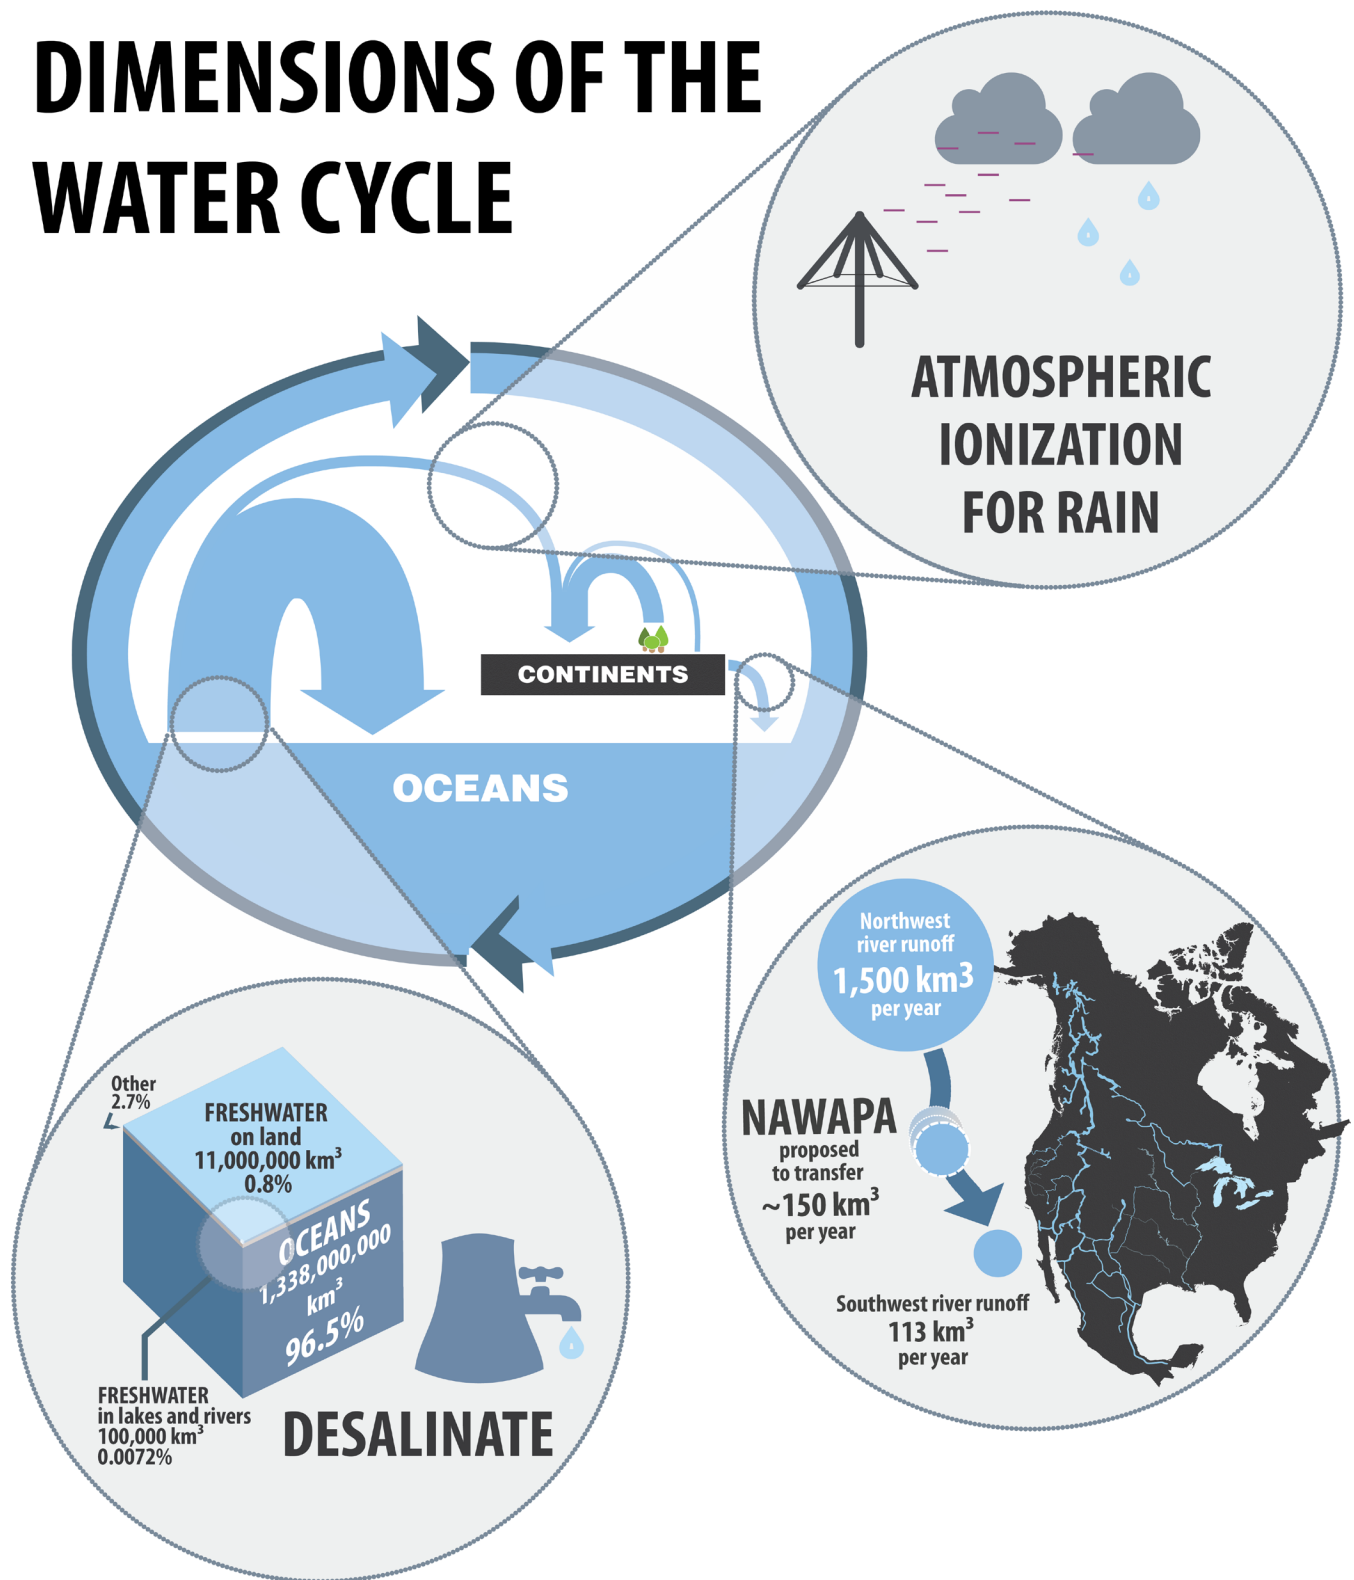 DIMENSIONS OF THE
WATER CYCLE
ATMOSPHERIC
IONIZATION
FOR RAIN
CONTINENTS
OCEANS
Northwest
river runoff
1,500 km3
per year
NAWAPA
proposed
to transfer
~150 km³
per year
Southwest river runoff
113 km³
per year
Other
2.7%
FRESHWATER
on land
11,000,000 km³
0.8%
OCEANS
1,338,000,000
km³
96.5%
FRESHWATER
in lakes and rivers
100,000 km³
0.0072%
DESALINATE